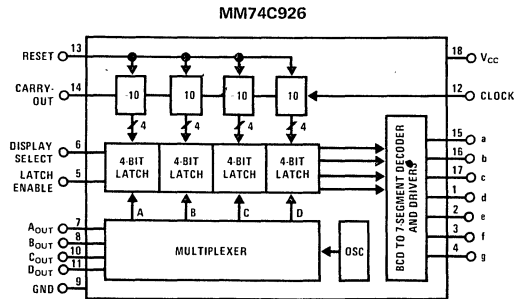 MM74C926
RESET 13
18 VCC
CARRY-OUT 14
÷10 ÷10 ÷10 ÷10
12 CLOCK
4 4 4 4
DISPLAY SELECT 6
LATCH ENABLE 5
4-BIT LATCH 4-BIT LATCH 4-BIT LATCH 4-BIT LATCH
BCD TO 7-SEGMENT DECODER AND DRIVERS
15 a
16 b
17 c
1 d
2 e
3 f
4 g
A B C D
AOUT 7
BOUT 8
COUT 10
DOUT 11
MULTIPLEXER
OSC
GND 9